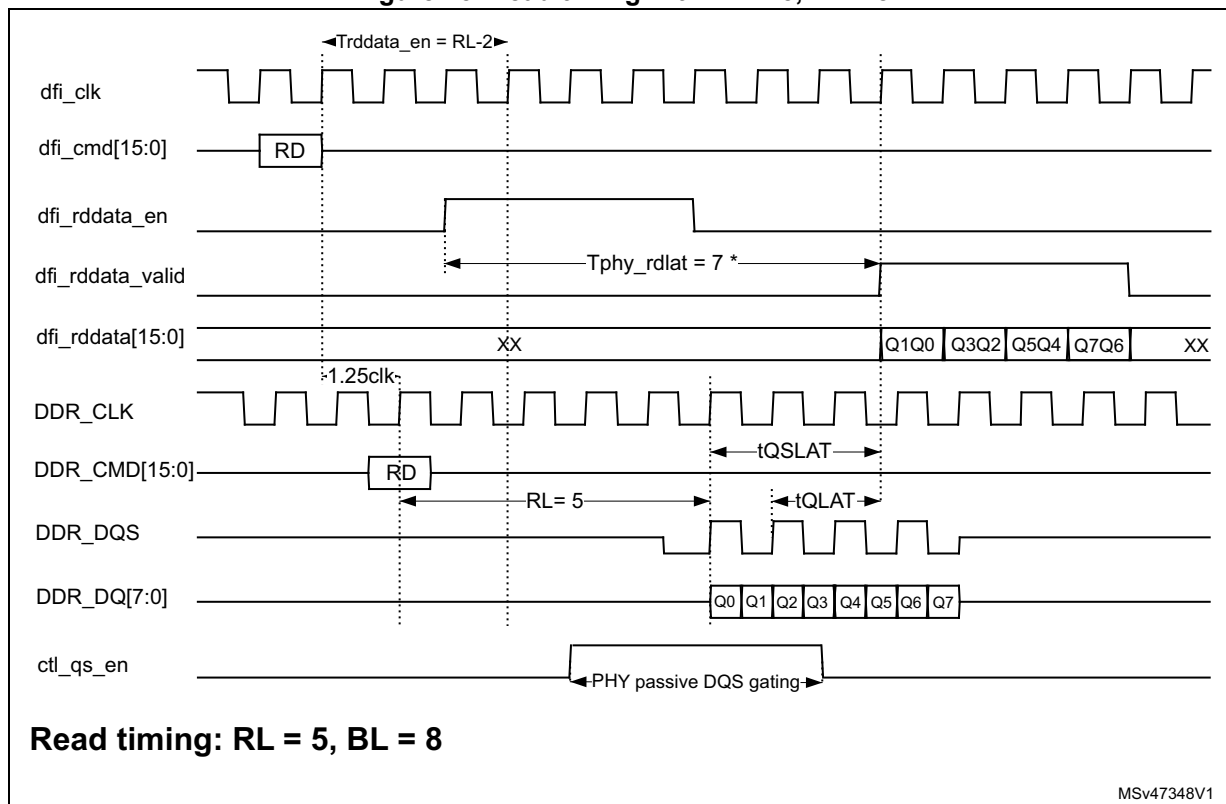 Trddata_en = RL-2
dfi_clk
dfi_cmd[15:0]
RD
dfi_rddata_en
Tphy_rdlat = 7 *
dfi_rddata_valid
dfi_rddata[15:0]
XX
Q1Q0 Q3Q2 Q5Q4 Q7Q6 XX
1.25clk
DDR_CLK
tQSLAT
DDR_CMD[15:0]
RD
RL= 5
tQLAT
DDR_DQS
DDR_DQ[7:0]
Q0 Q1 Q2 Q3 Q4 Q5 Q6 Q7
ctl_qs_en
PHY passive DQS gating
Read timing: RL = 5, BL = 8
MSv47348V1